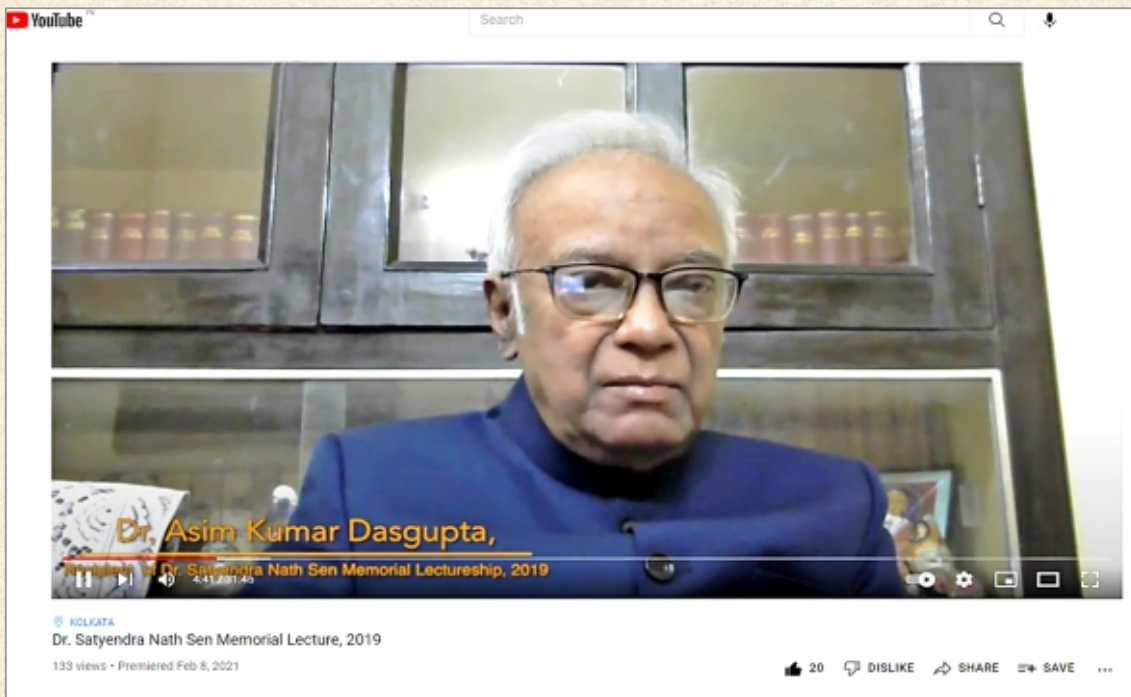 YouTube IN
Search
Dr. Asim Kumar Dasgupta,
of Dr. Satyendra Nath Sen Memorial Lectureship, 2019
KOLKATA
Dr. Satyendra Nath Sen Memorial Lecture, 2019
133 views • Premiered Feb 8, 2021
20 DISLIKE SHARE SAVE